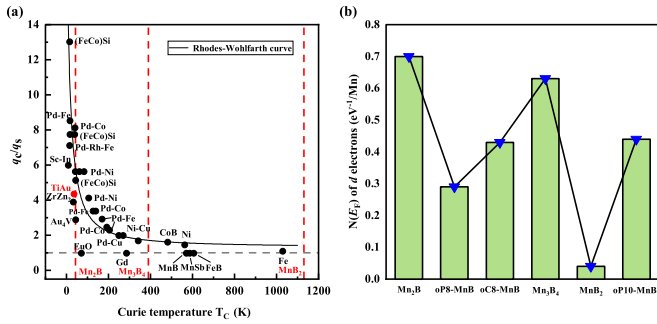 (a)
14
12
10
8
6
4
2
0
qc/qs
0
200
400
600
800
1000
1200
Curie temperature TC (K)
Rhodes-Wohlfarth curve
(FeCo)Si
Pd-Fe
Pd-Co
(FeCo)Si
Pd-Rh-Fe
Sc-In
Pd-Ni
(FeCo)Si
TiAu
ZrZn2
Pd-Ni
Pd-Fe
Pd-Co
Au4V
Pd-Fe
Pd-Co
Ni-Cu
Pd-Cu
CoB
Ni
EuO
Gd
MnB
MnSb
FeB
Fe
Mn2B
Mn3B4
MnB2
(b)
0.8
0.7
0.6
0.5
0.4
0.3
0.2
0.1
0.0
N(EF) of d electrons (eV⁻¹/Mn)
Mn2B
oP8-MnB
oC8-MnB
Mn3B4
MnB2
oP10-MnB